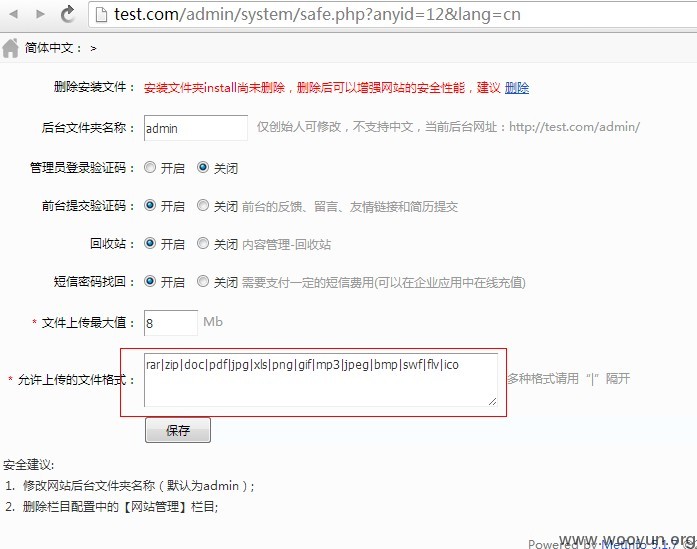 test.com/admin/system/safe.php?anyid=12&lang=cn
简体中文： >
删除安装文件： 安装文件夹install尚未删除，删除后可以增强网站的安全性能，建议 删除
后台文件夹名称： admin 仅创始人可修改，不支持中文，当前后台网址：http://test.com/admin/
管理员登录验证码： 开启 关闭
前台提交验证码： 开启 关闭 前台的反馈、留言、友情链接和简历提交
回收站： 开启 关闭 内容管理-回收站
短信密码找回： 开启 关闭 需要支付一定的短信费用(可以在企业应用中在线充值)
* 文件上传最大值： 8 Mb
* 允许上传的文件格式： rar|zip|doc|pdf|jpg|xls|png|gif|mp3|jpeg|bmp|swf|flv|ico 多种格式请用“|”隔开
保存
安全建议:
1. 修改网站后台文件夹名称（默认为admin）;
2. 删除栏目配置中的【网站管理】栏目;
www.wooyun.org
Powered by MetInfo 5.1.7